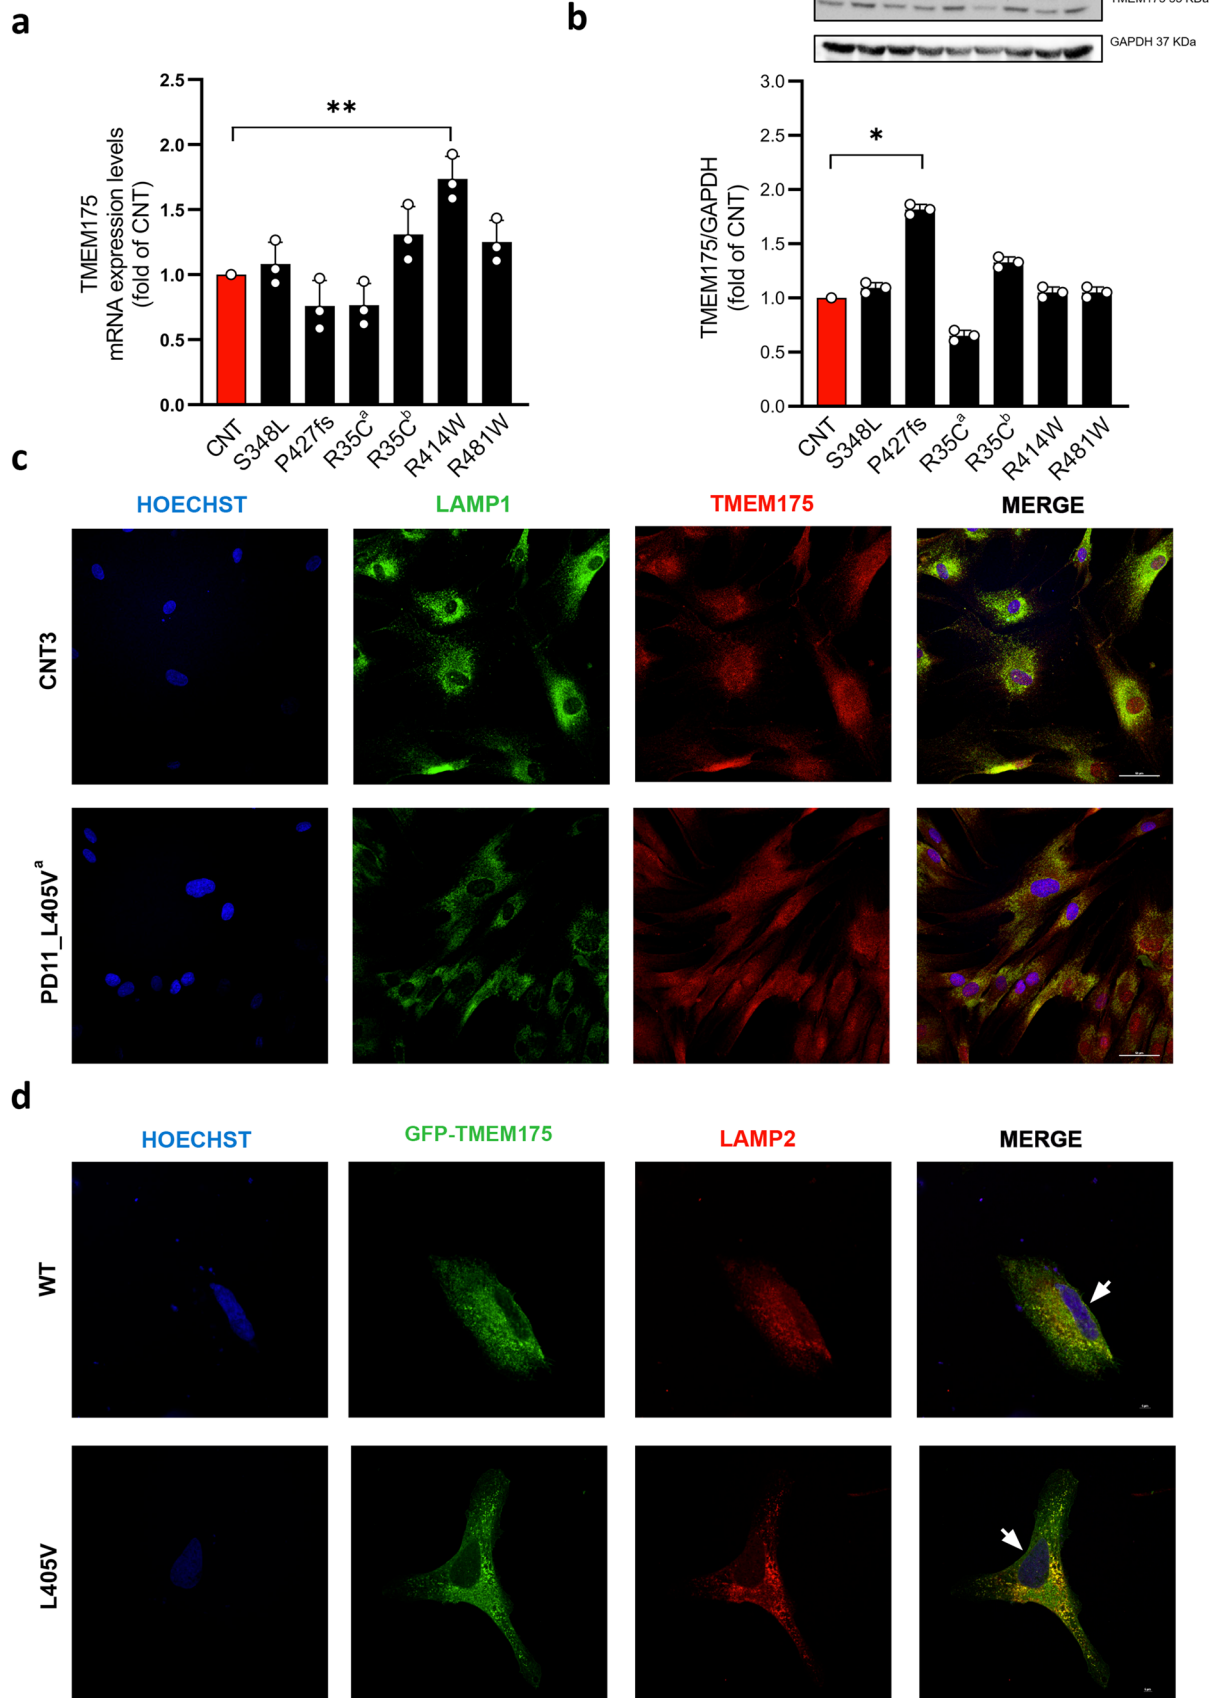 a
b
TMEM175 55 KDa
GAPDH 37 KDa
TMEM175
mRNA expression levels
(fold of CNT)
2.5
2.0
1.5
1.0
0.5
0.0
**
CNT
S348L
P427fs
R35Cᵃ
R35Cᵇ
R414W
R481W
TMEM175/GAPDH
(fold of CNT)
3.0
2.5
2.0
1.5
1.0
0.5
0.0
*
CNT
S348L
P427fs
R35Cᵃ
R35Cᵇ
R414W
R481W
c
HOECHST
LAMP1
TMEM175
MERGE
CNT3
PD11_L405Vᵃ
d
HOECHST
GFP-TMEM175
LAMP2
MERGE
WT
L405V